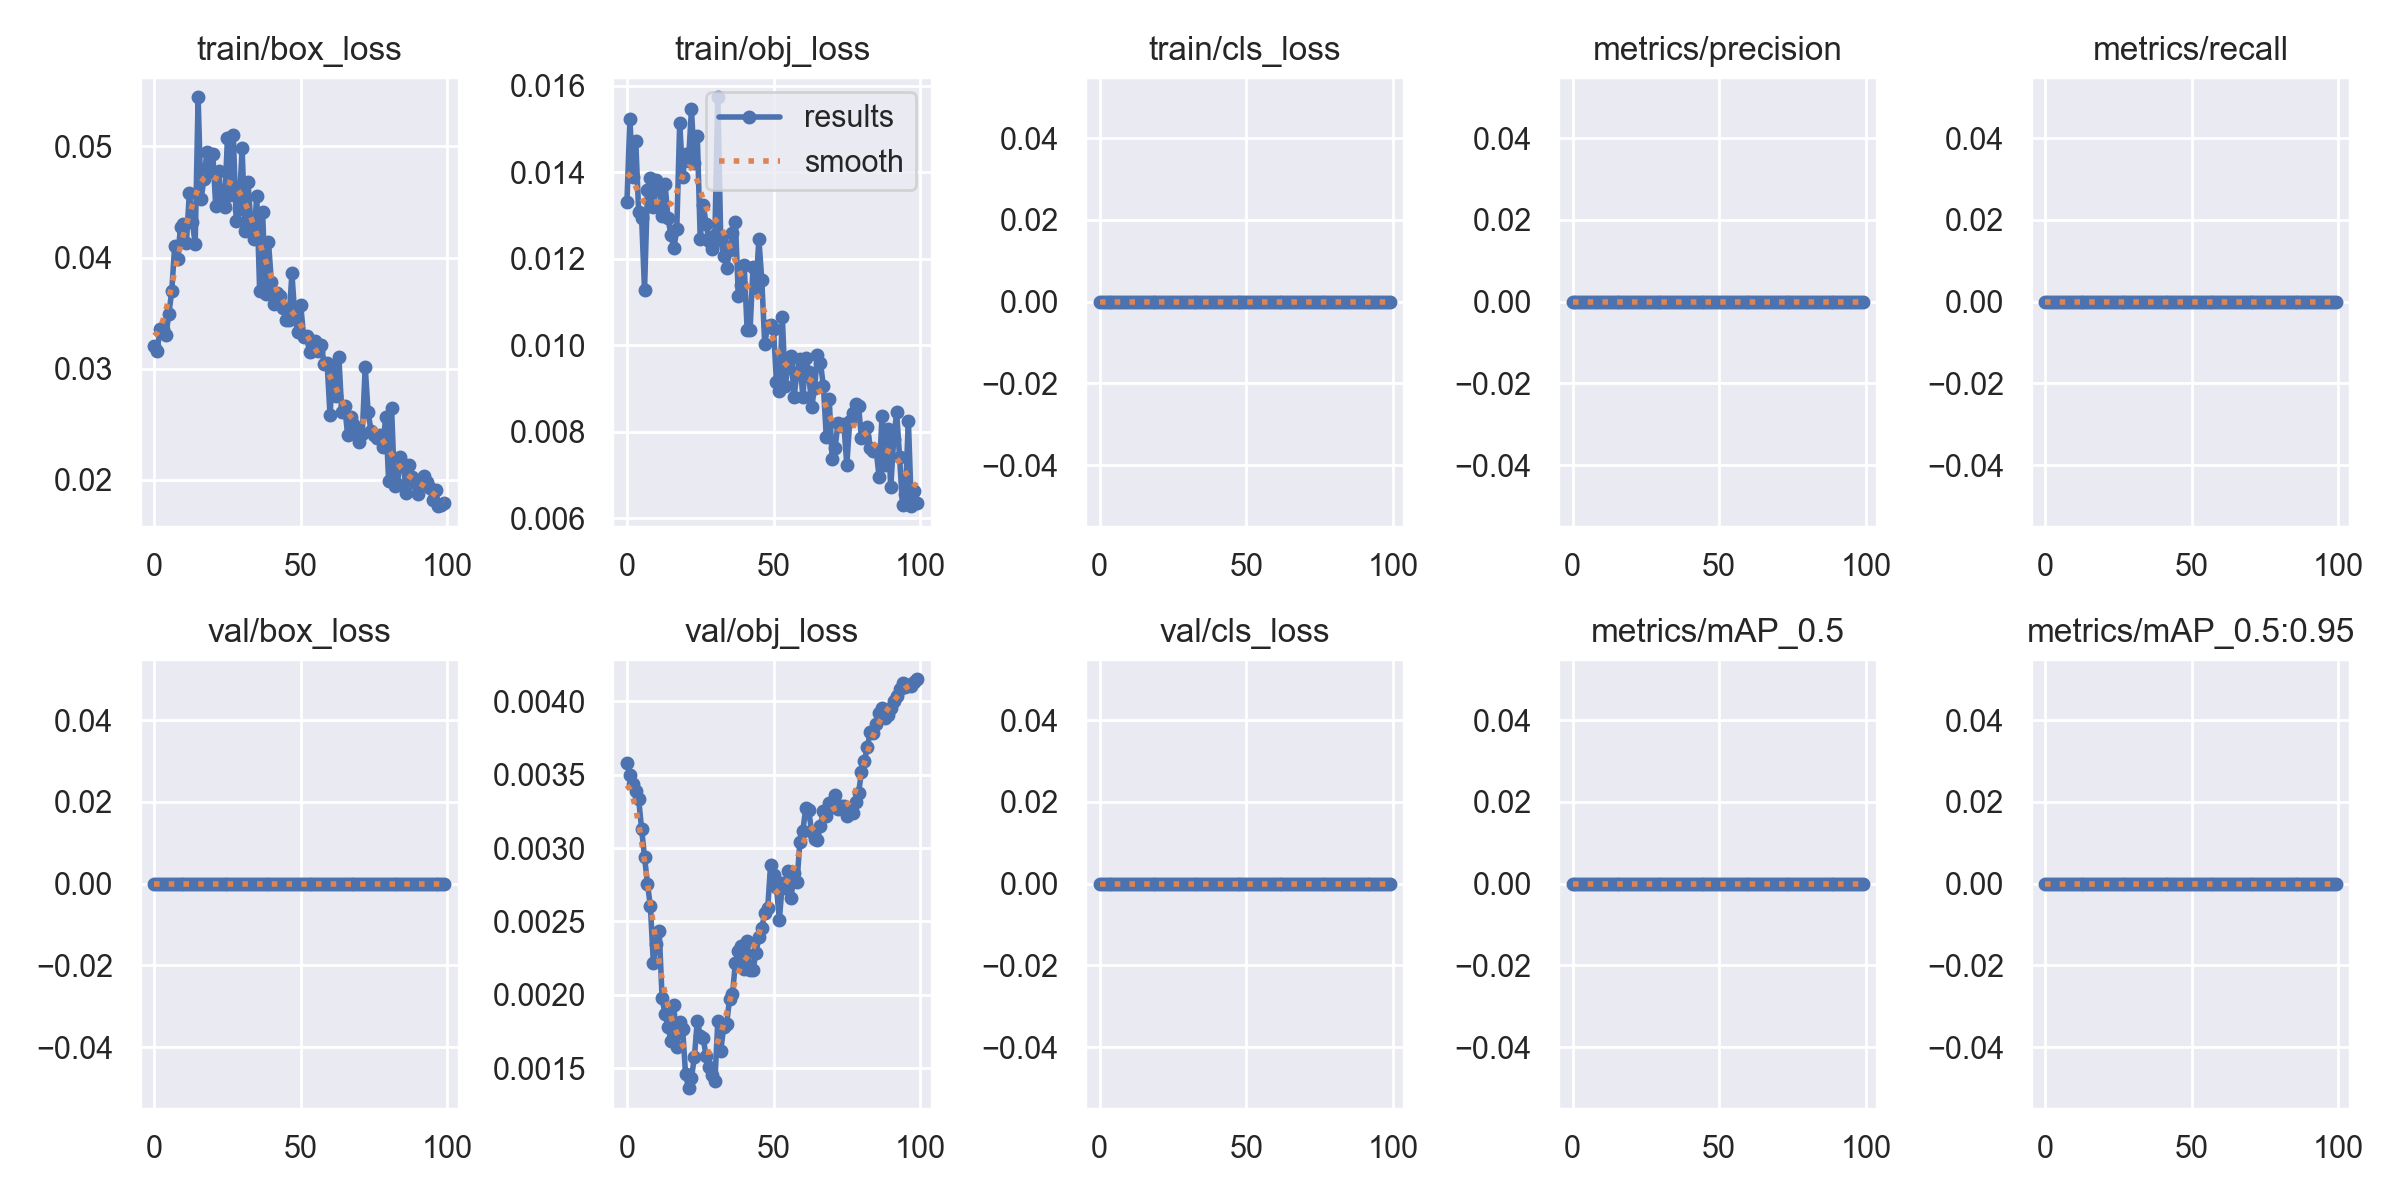 train/box_loss
0.05
0.04
0.03
0.02
0 50 100
train/obj_loss
0.016
0.014
0.012
0.010
0.008
0.006
results
smooth
0 50 100
train/cls_loss
0.04
0.02
0.00
−0.02
−0.04
0 50 100
metrics/precision
0.04
0.02
0.00
−0.02
−0.04
0 50 100
metrics/recall
0.04
0.02
0.00
−0.02
−0.04
0 50 100
val/box_loss
0.04
0.02
0.00
−0.02
−0.04
0 50 100
val/obj_loss
0.0040
0.0035
0.0030
0.0025
0.0020
0.0015
0 50 100
val/cls_loss
0.04
0.02
0.00
−0.02
−0.04
0 50 100
metrics/mAP_0.5
0.04
0.02
0.00
−0.02
−0.04
0 50 100
metrics/mAP_0.5:0.95
0.04
0.02
0.00
−0.02
−0.04
0 50 100